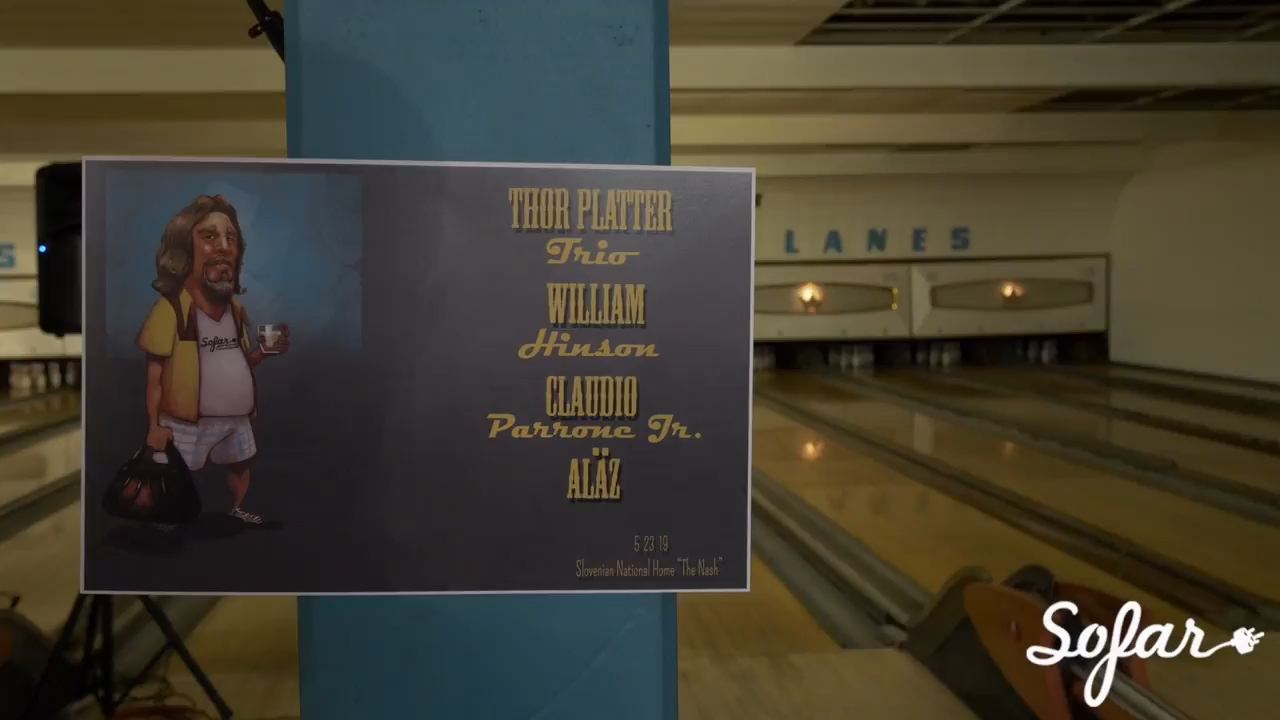 THOR PLATTER
Trio
WILLIAM
Hinson
CLAUDIO
Parrone Jr.
ALÄZ
5 23 19
Slovenian National Home "The Nash"
Sofar
S
LANES
Sofar